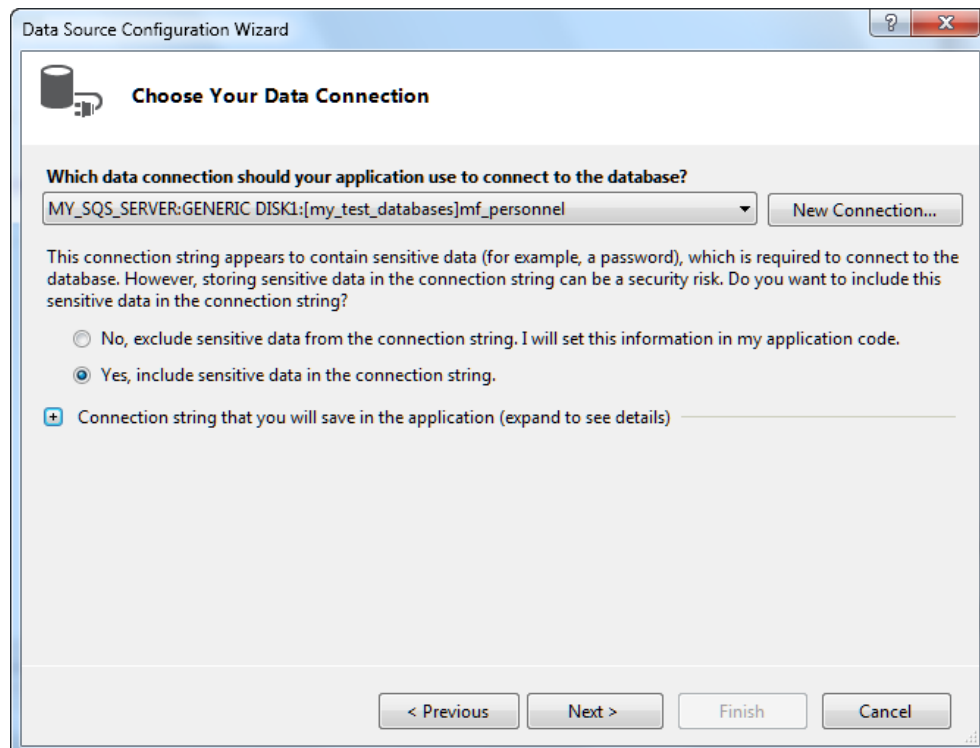 Data Source Configuration Wizard
Choose Your Data Connection
Which data connection should your application use to connect to the database?
MY_SQS_SERVER:GENERIC DISK1:[my_test_databases]mf_personnel
New Connection...
This connection string appears to contain sensitive data (for example, a password), which is required to connect to the
database. However, storing sensitive data in the connection string can be a security risk. Do you want to include this
sensitive data in the connection string?
No, exclude sensitive data from the connection string. I will set this information in my application code.
Yes, include sensitive data in the connection string.
Connection string that you will save in the application (expand to see details)
< Previous
Next >
Finish
Cancel